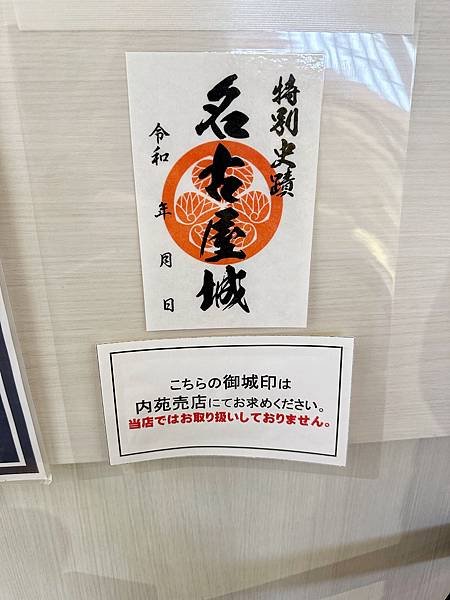 特別史蹟
名古屋城
令和 年 月 日
こちらの御城印は
内苑売店にてお求めください。
当店ではお取り扱いしておりません。